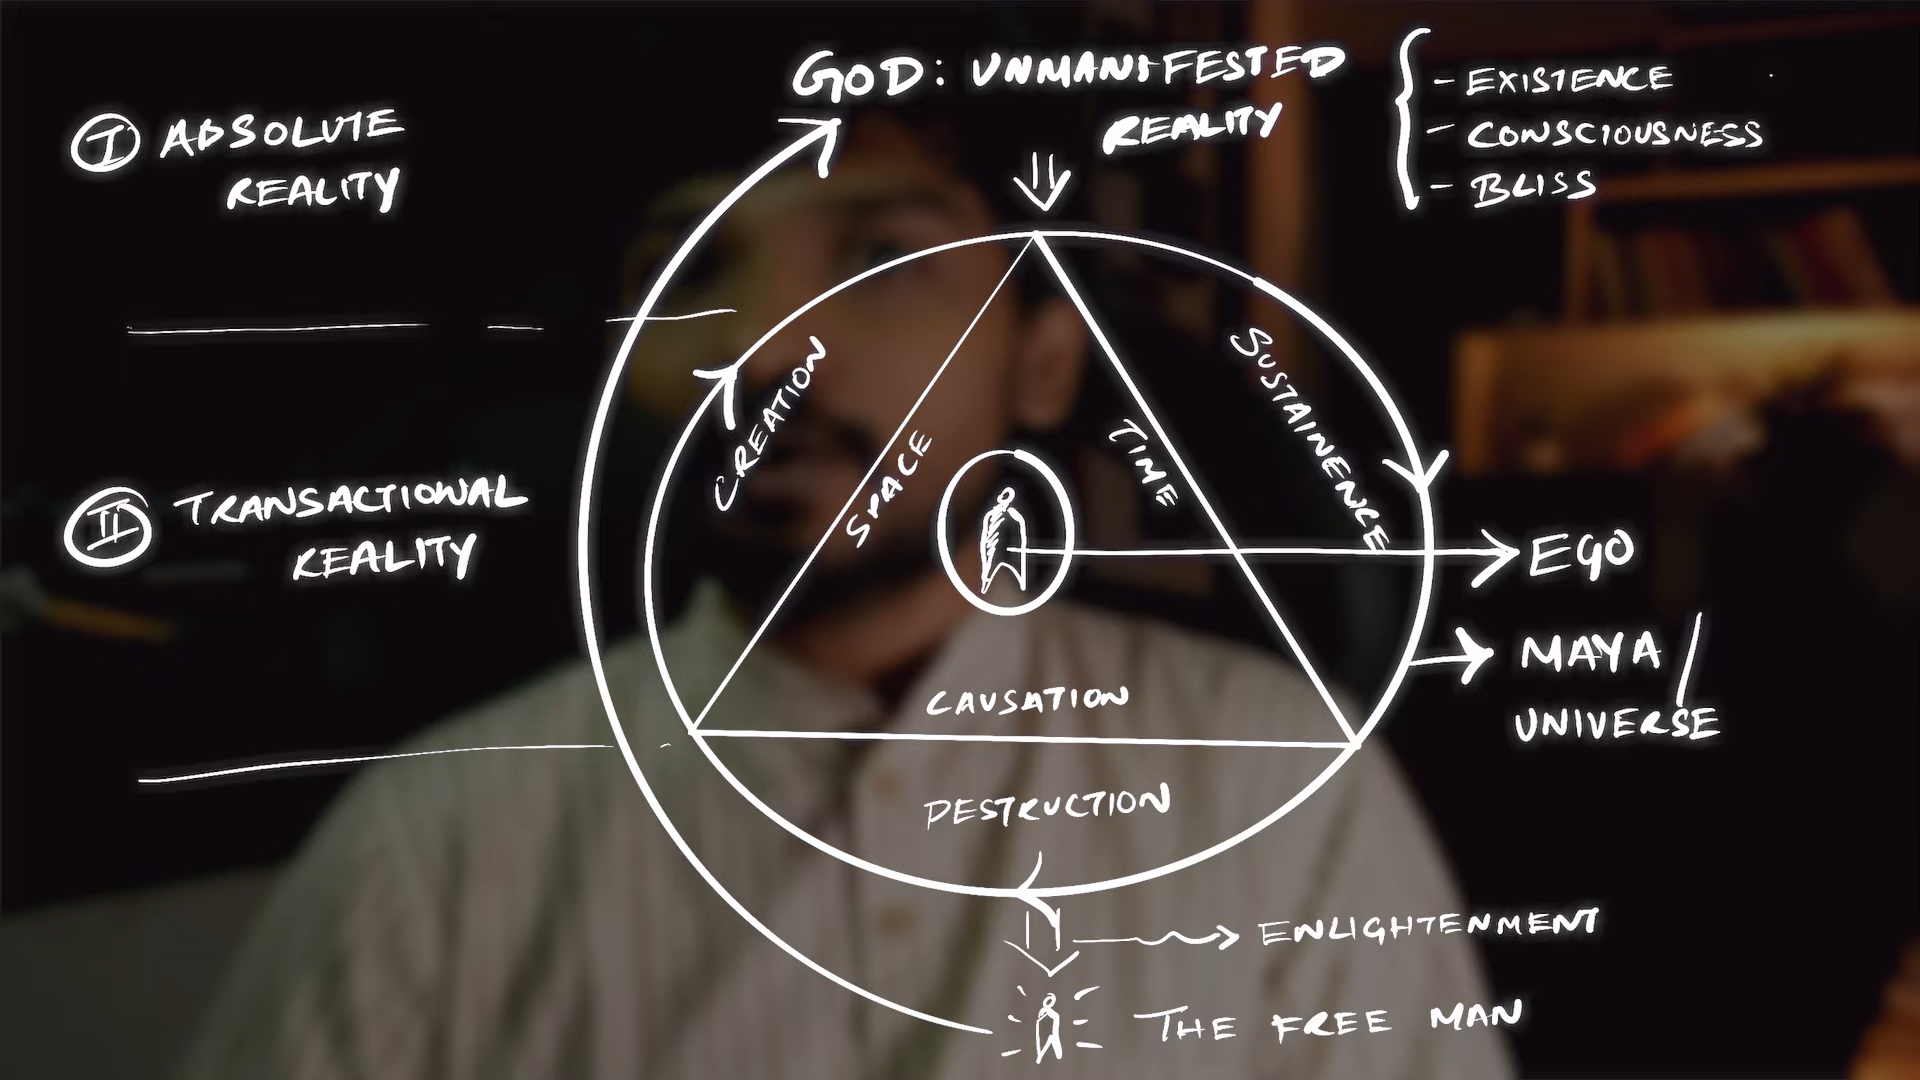 GOD: UNMANIFESTED
REALITY
- EXISTENCE
- CONSCIOUSNESS
- BLISS
I ABSOLUTE
REALITY
CREATION
SPACE
TIME
SUSTAINENCE
II TRANSACTIONAL
REALITY
EGO
MAYA /
UNIVERSE
CAUSATION
DESTRUCTION
ENLIGHTENMENT
THE FREE MAN